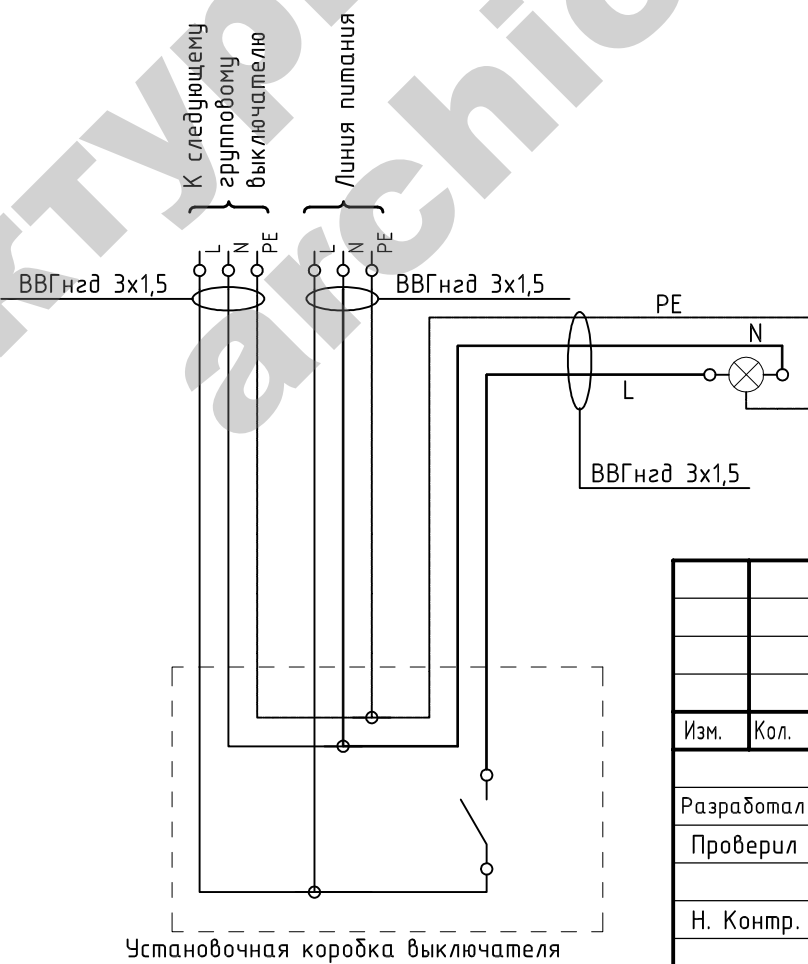 К следующему
групповому
выключателю
Линия питания
L
N
PE
L
N
PE
ВВГнгд 3х1,5
ВВГнгд 3х1,5
PE
N
L
ВВГнгд 3х1,5
Изм.
Кол.
Разработал
Проверил
Н. Контр.
Установочная коробка выключателя
archic